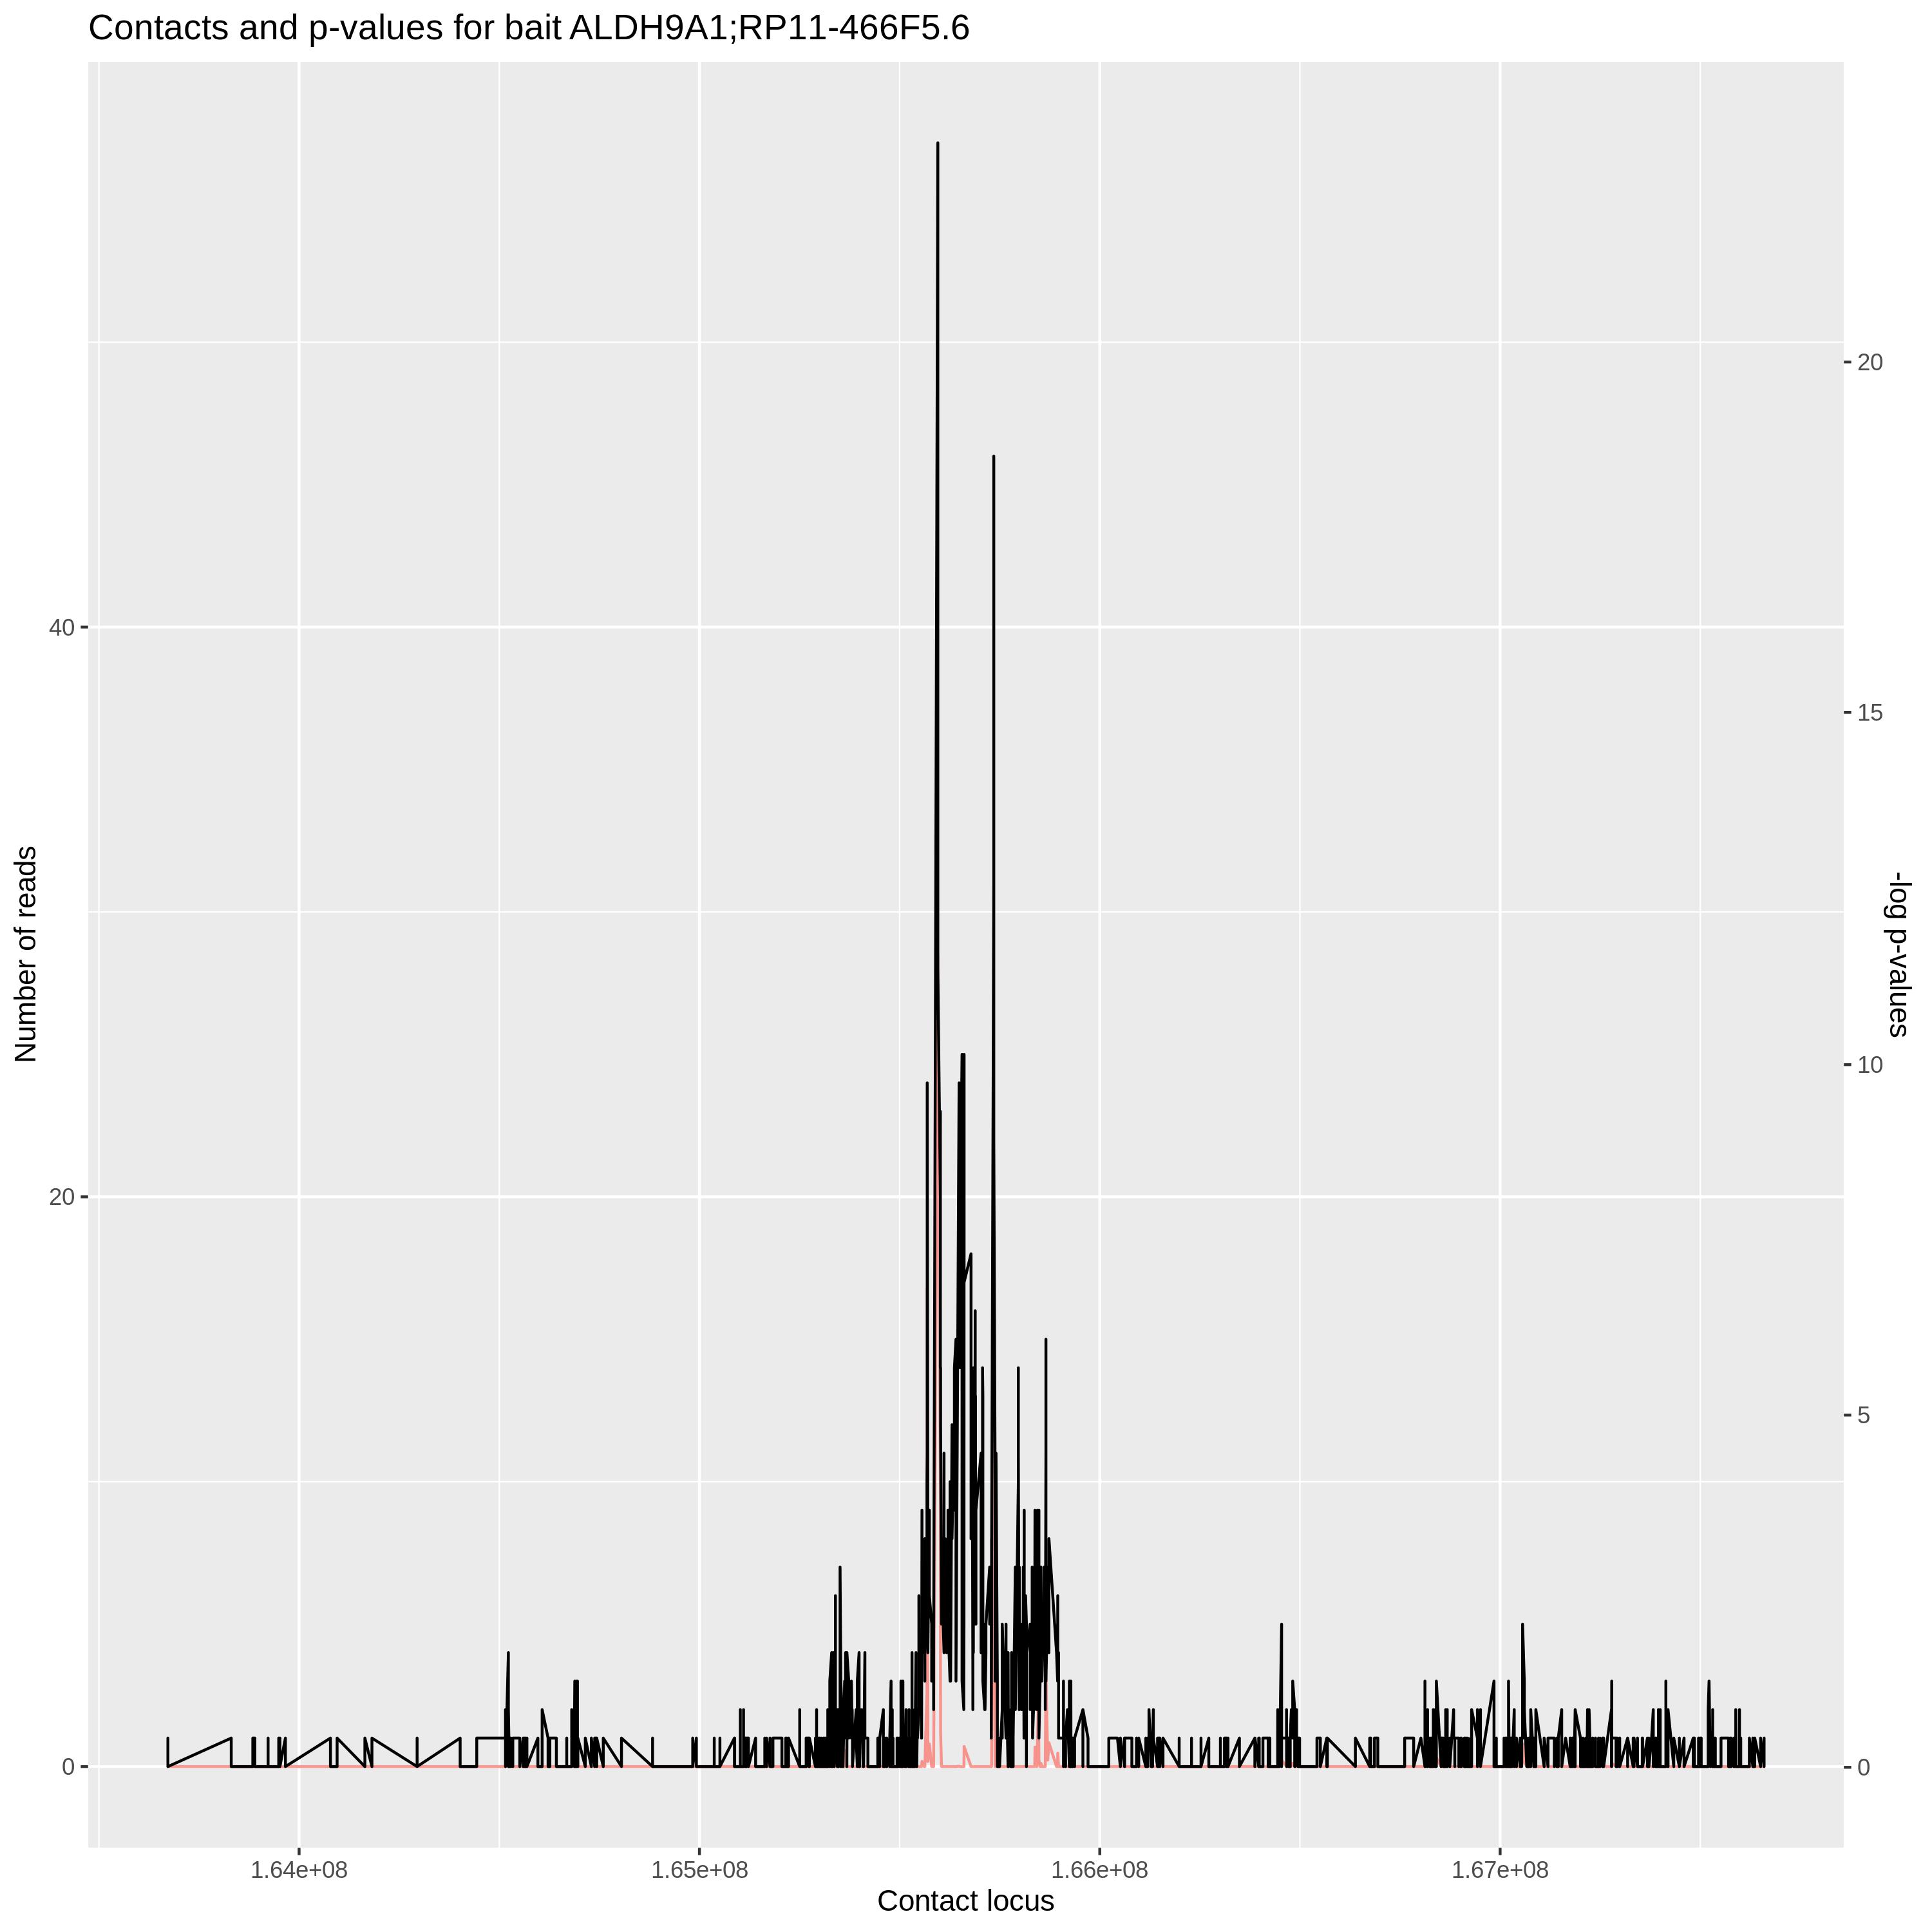 Contacts and p-values for bait ALDH9A1;RP11-466F5.6
Number of reads
40
20
0
20
15
10
5
0
-log p-values
1.64e+08 1.65e+08 1.66e+08 1.67e+08
Contact locus